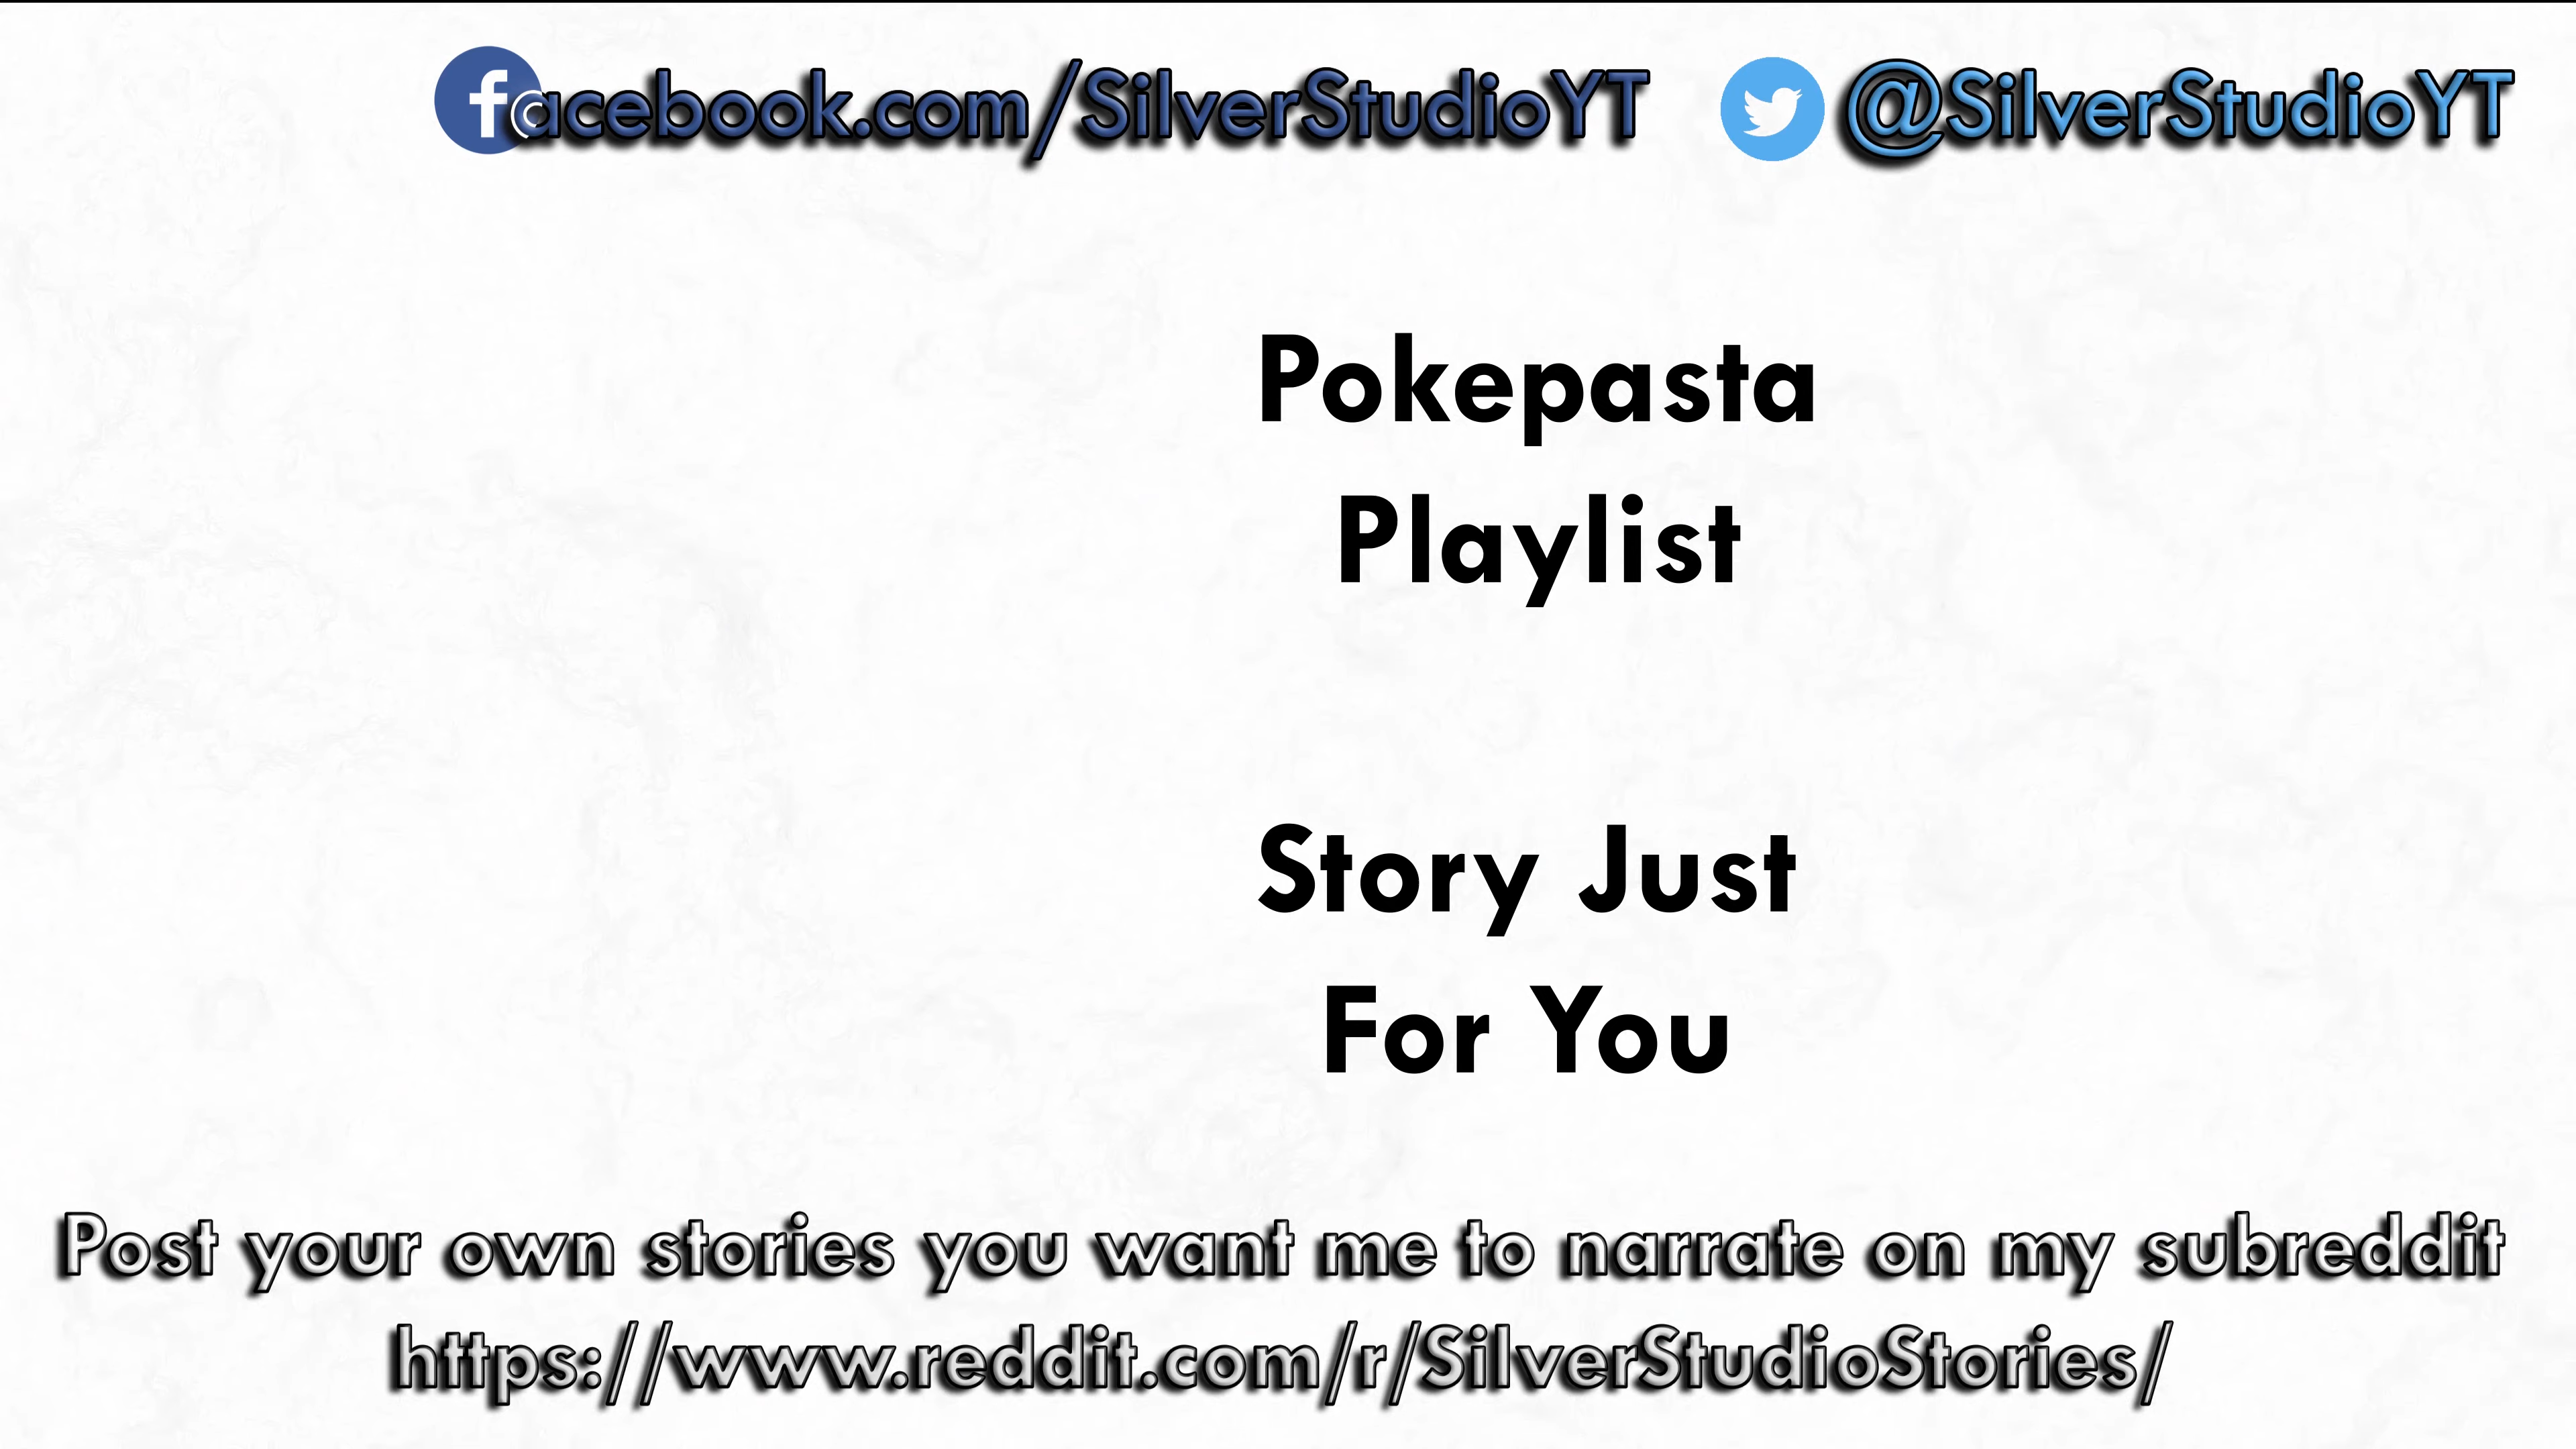 facebook.com/SilverStudioYT @SilverStudioYT
Pokepasta
Playlist
Story Just
For You
Post your own stories you want me to narrate on my subreddit
https://www.reddit.com/r/SilverStudioStories/